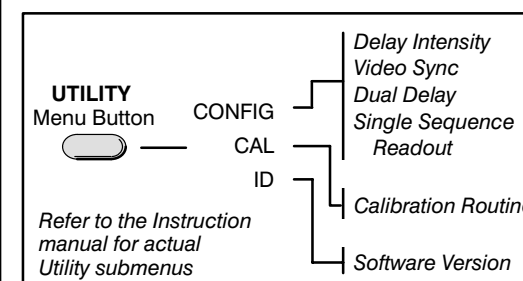 UTILITY
Menu Button
CONFIG
CAL
ID
Delay Intensity
Video Sync
Dual Delay
Single Sequence
Readout
Calibration Routin
Software Version
Refer to the Instruction
manual for actual
Utility submenus